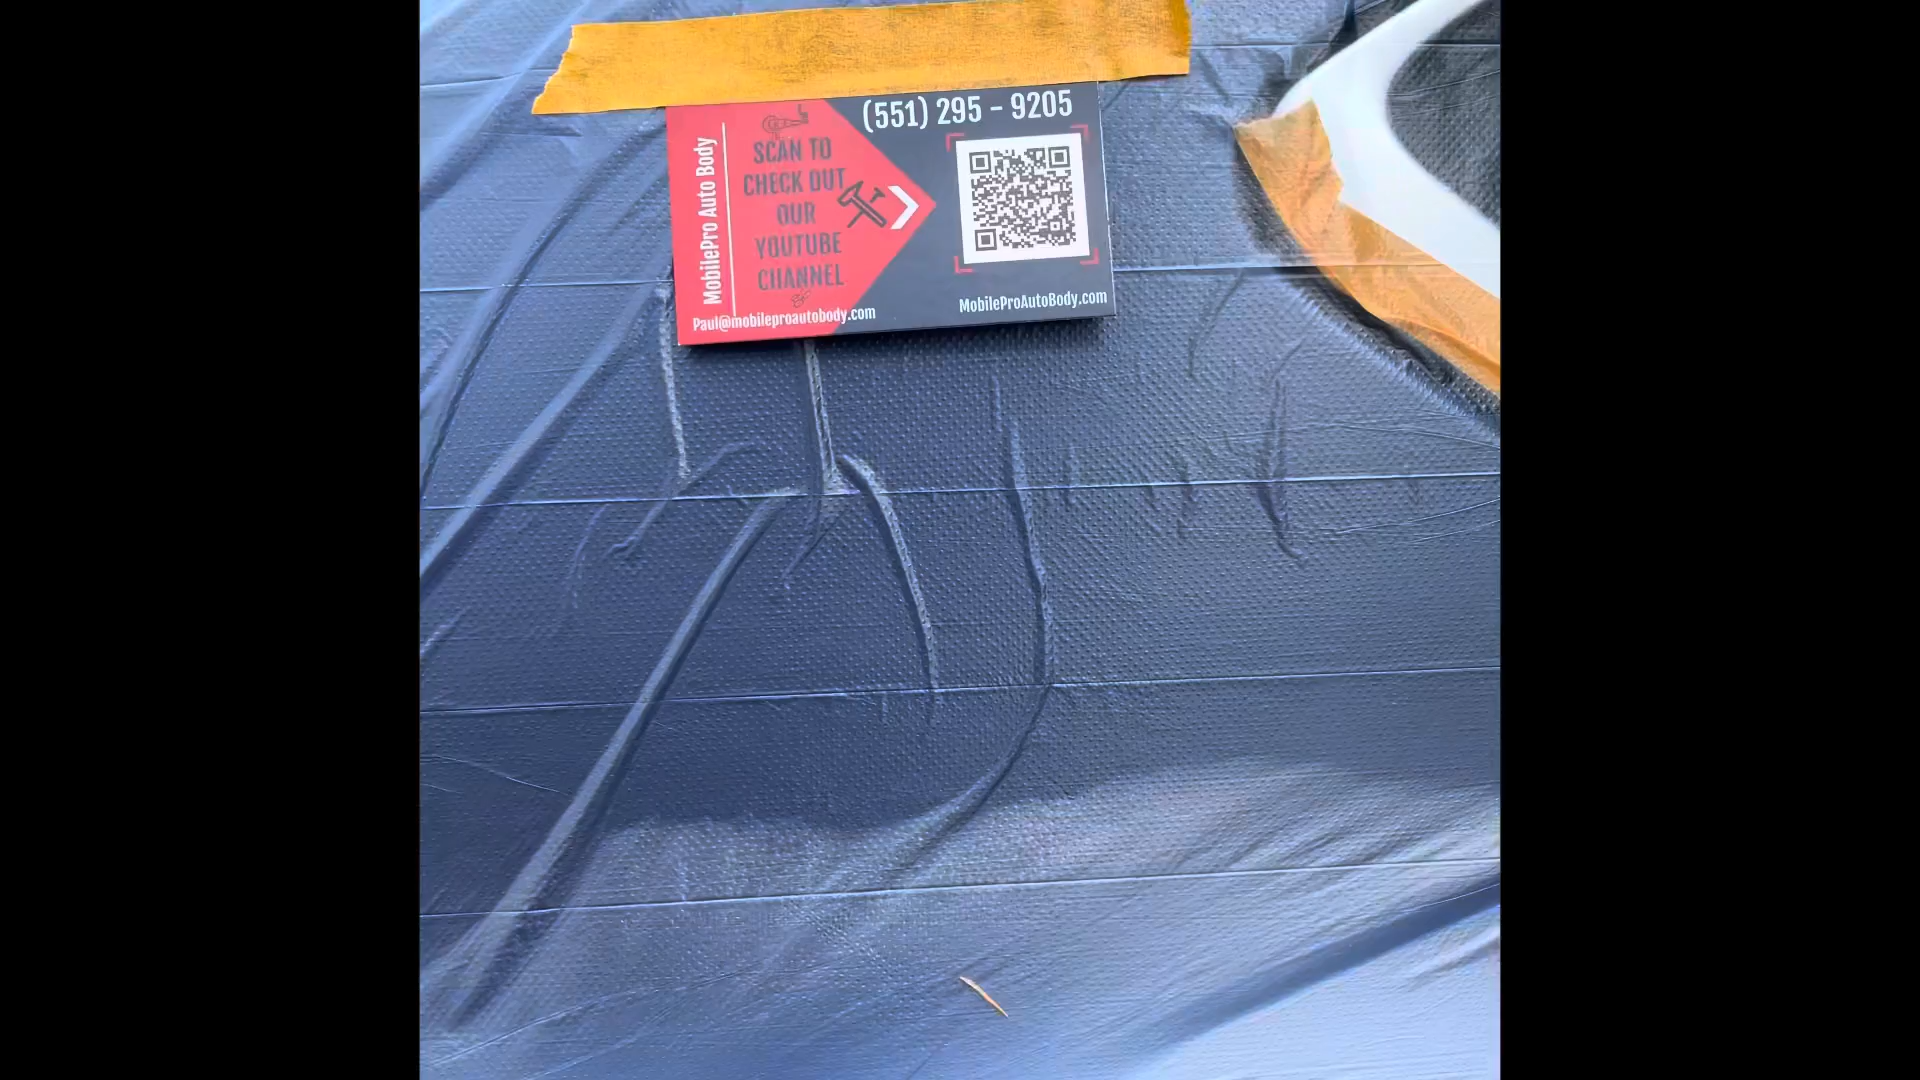 (551) 295 - 9205
MobilePro Auto Body
SCAN TO
CHECK OUT
OUR
YOUTUBE
CHANNEL
Paul@mobileproautobody.com
MobileProAutoBody.com